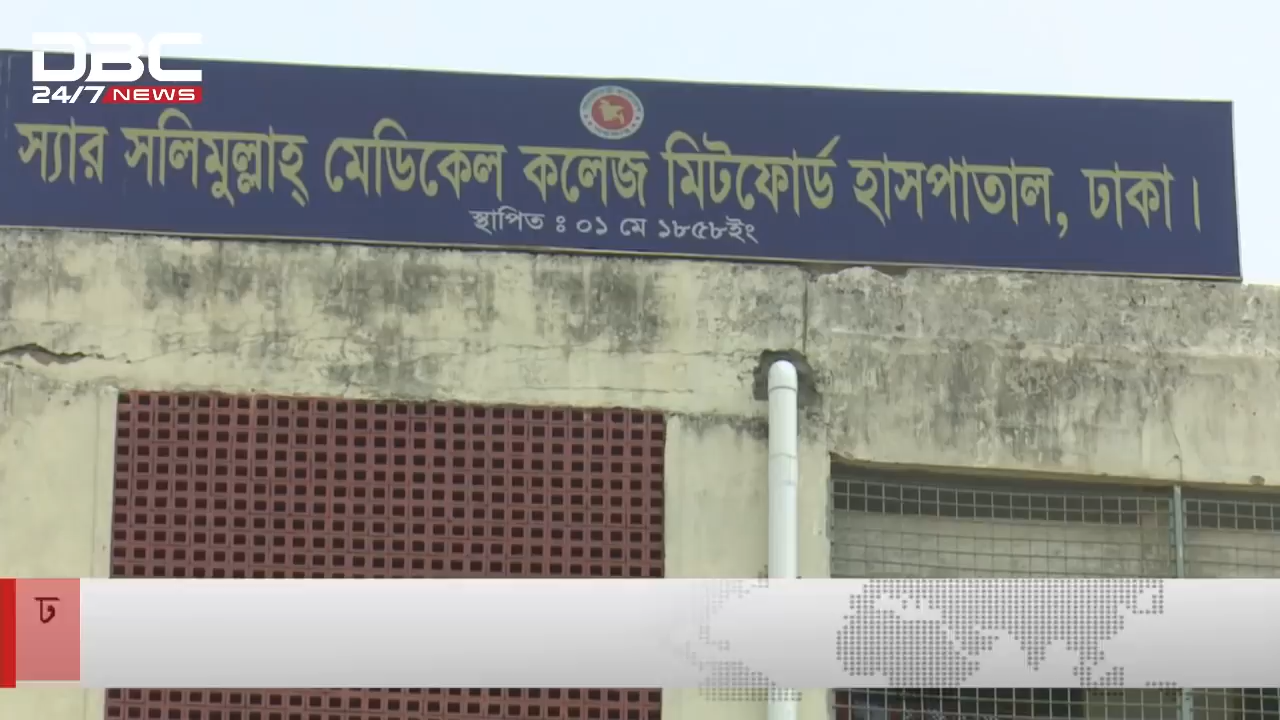 DBC
24/7 NEWS
স্যার সলিমুল্লাহ্ মেডিকেল কলেজ মিটফোর্ড হাসপাতাল, ঢাকা।
স্থাপিত ঃ ০১ মে ১৮৫৮ইং
ঢ